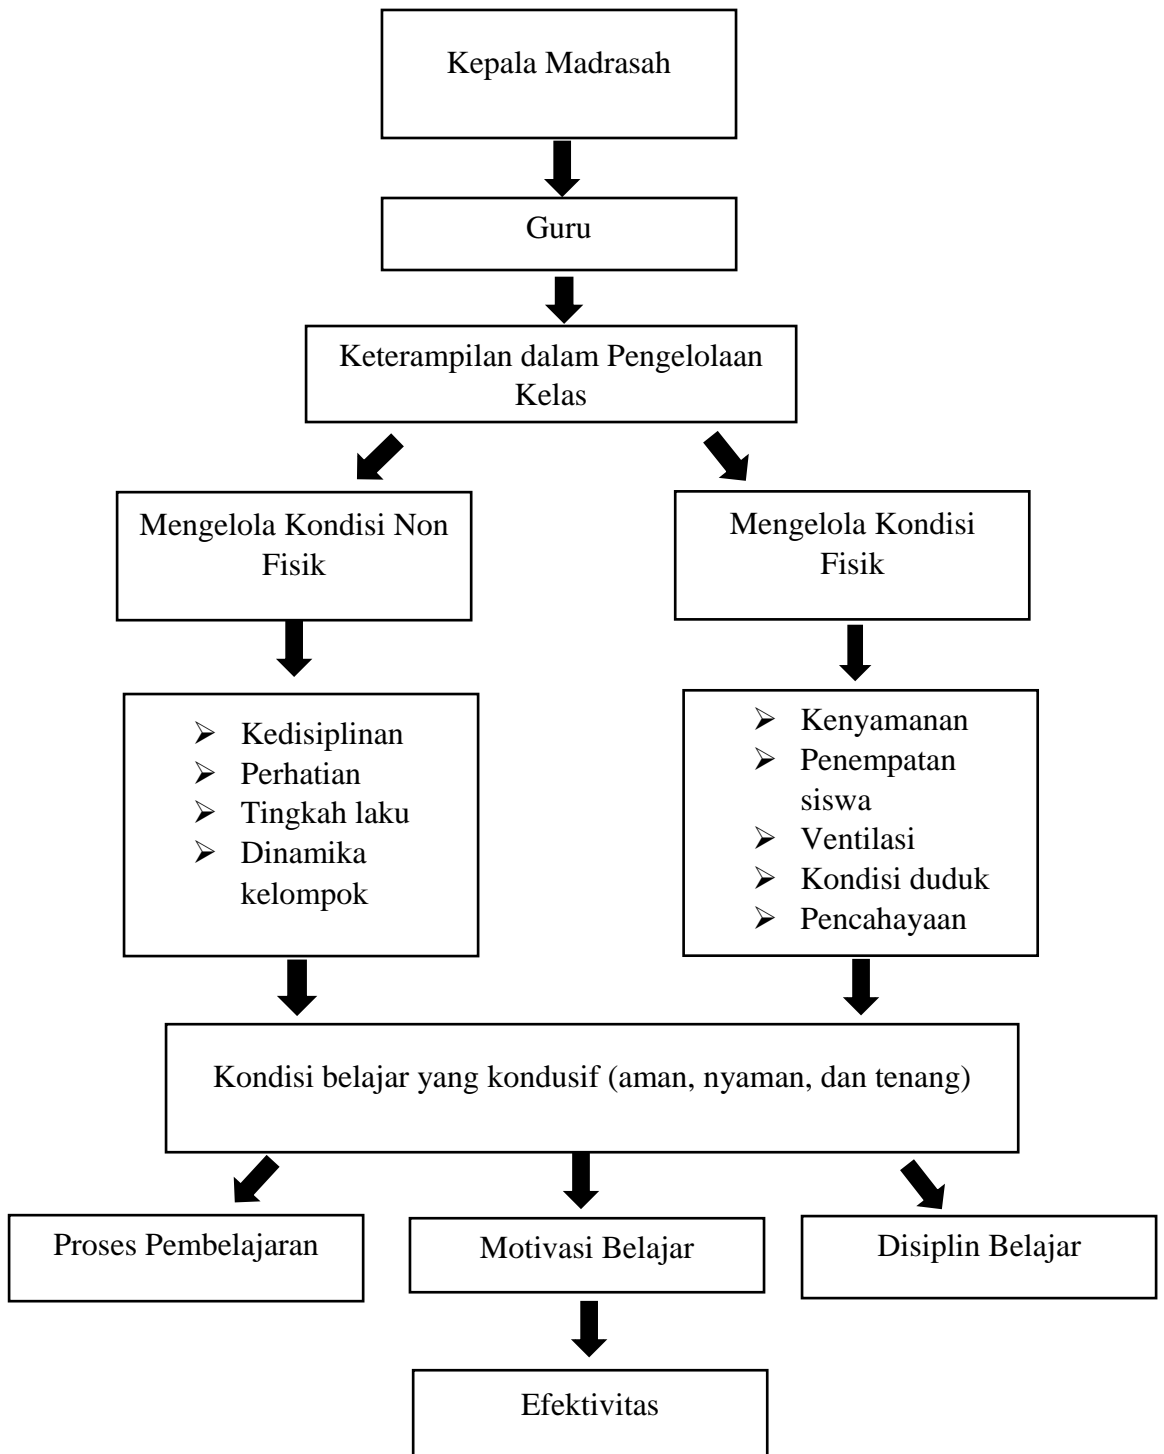 Kepala Madrasah
Guru
Keterampilan dalam Pengelolaan
Kelas
Mengelola Kondisi Non
Fisik
Mengelola Kondisi
Fisik
➢ Kedisiplinan
➢ Perhatian
➢ Tingkah laku
➢ Dinamika
kelompok
➢ Kenyamanan
➢ Penempatan
siswa
➢ Ventilasi
➢ Kondisi duduk
➢ Pencahayaan
Kondisi belajar yang kondusif (aman, nyaman, dan tenang)
Proses Pembelajaran
Motivasi Belajar
Disiplin Belajar
Efektivitas